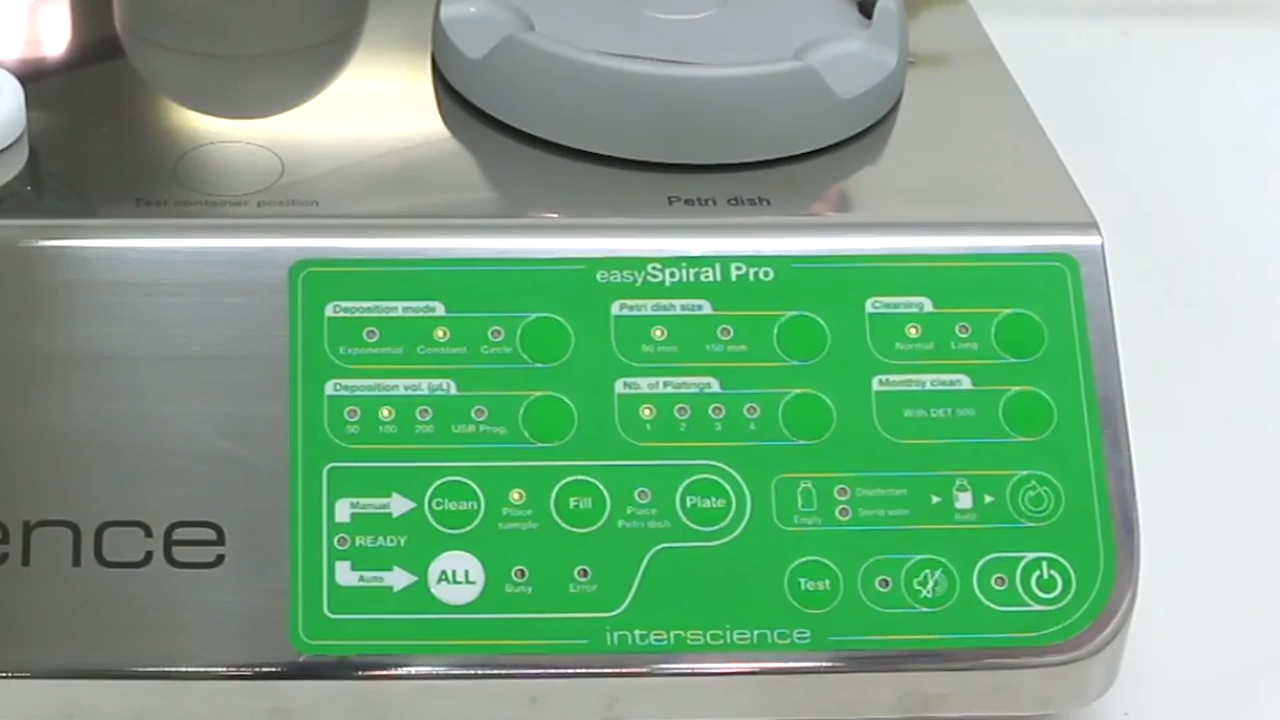 Test container position
Petri dish
easySpiral Pro
Deposition mode
Exponential Constant Circle
Petri dish size
90 mm 150 mm
Cleaning
Normal Long
Deposition vol. (µL)
50 100 200 USB Prog.
Nb. of Platings
1 2 3 4
Monthly clean
With DET 500
Manual Clean Place sample Fill Place Petri dish Plate
Empty Disinfectant Sterile water Refill
READY
Auto ALL Busy Error
Test
ence
interscience